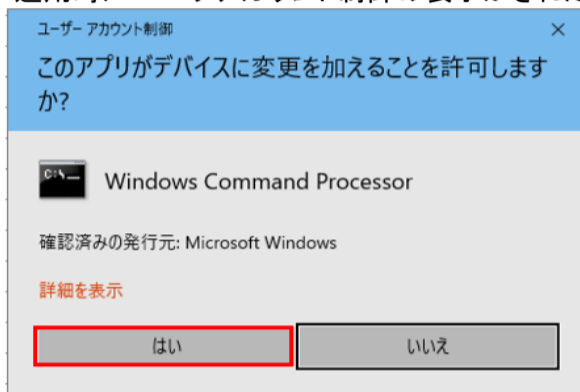 ユーザー アカウント制御
このアプリがデバイスに変更を加えることを許可します
か?
C:\
Windows Command Processor
確認済みの発行元: Microsoft Windows
詳細を表示
はい
いいえ